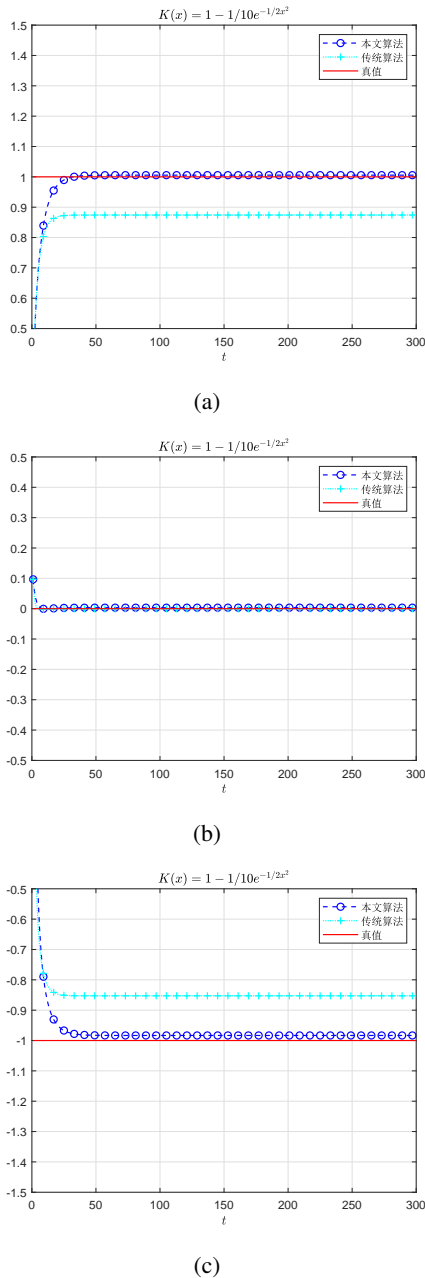 K(x) = 1 − 1/10e^{−1/2x²}
1.5
1.4
1.3
1.2
1.1
1
0.9
0.8
0.7
0.6
0.5
本文算法
传统算法
真值
0 50 100 150 200 250 300
t
(a)
K(x) = 1 − 1/10e^{−1/2x²}
0.5
0.4
0.3
0.2
0.1
0
-0.1
-0.2
-0.3
-0.4
-0.5
本文算法
传统算法
真值
0 50 100 150 200 250 300
t
(b)
K(x) = 1 − 1/10e^{−1/2x²}
-0.5
-0.6
-0.7
-0.8
-0.9
-1
-1.1
-1.2
-1.3
-1.4
-1.5
本文算法
传统算法
真值
0 50 100 150 200 250 300
t
(c)